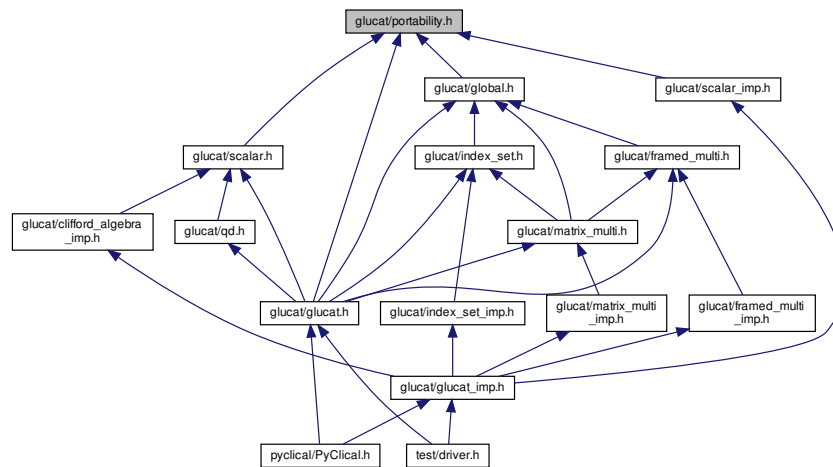 glucat/portability.h
glucat/global.h
glucat/scalar_imp.h
glucat/scalar.h
glucat/index_set.h
glucat/framed_multi.h
glucat/clifford_algebra
_imp.h
glucat/qd.h
glucat/matrix_multi.h
glucat/glucat.h
glucat/index_set_imp.h
glucat/matrix_multi
_imp.h
glucat/framed_multi
_imp.h
glucat/glucat_imp.h
pyclical/PyClical.h
test/driver.h